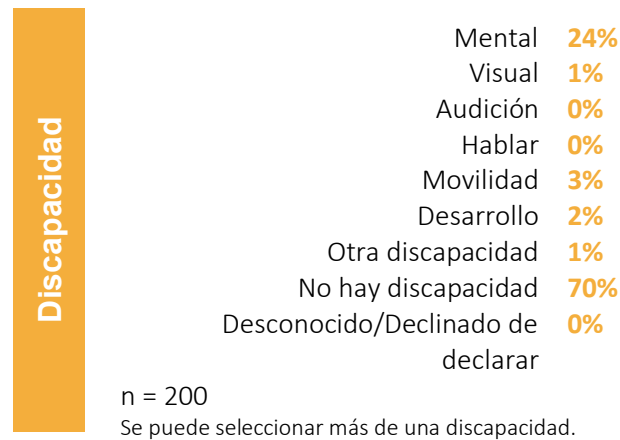 Discapacidad
Mental 24%
Visual 1%
Audición 0%
Hablar 0%
Movilidad 3%
Desarrollo 2%
Otra discapacidad 1%
No hay discapacidad 70%
Desconocido/Declinado de 0%
declarar
n = 200
Se puede seleccionar más de una discapacidad.